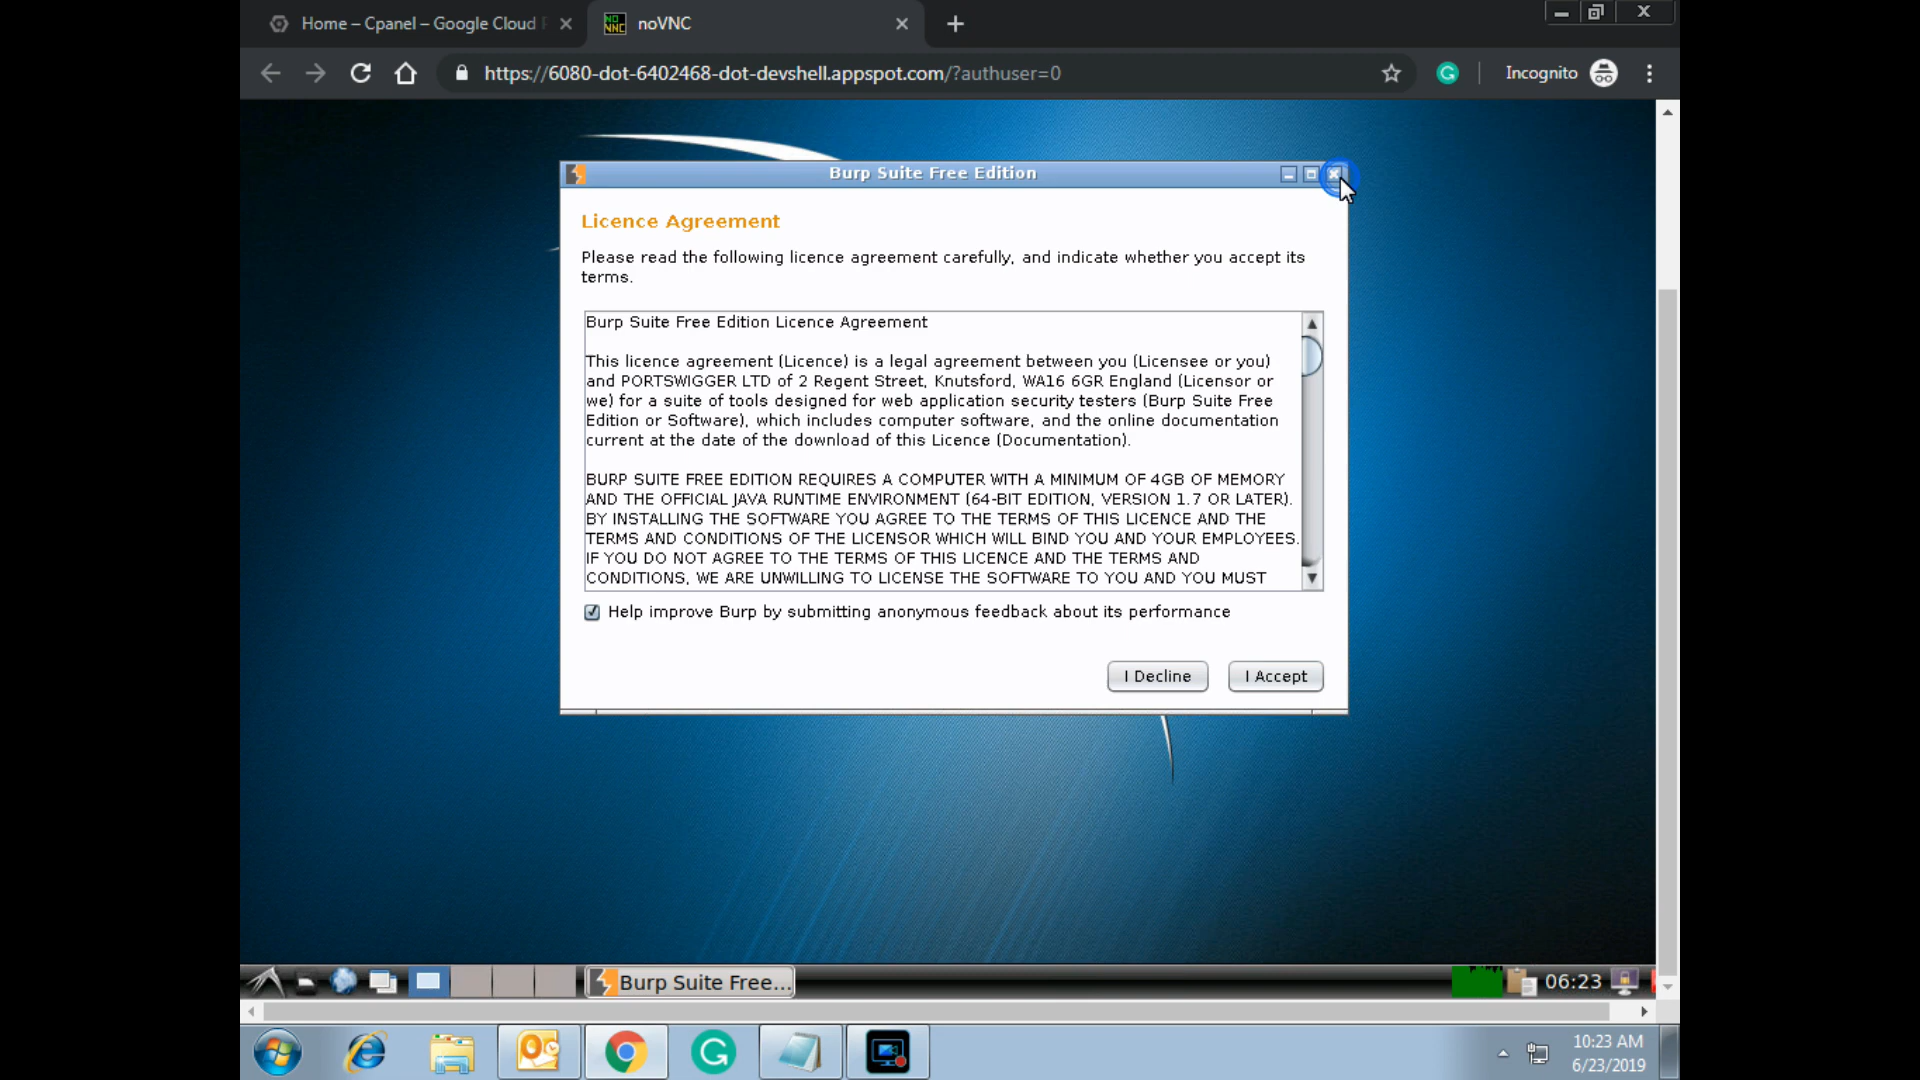 Home – Cpanel – Google Cloud
noVNC
https://6080-dot-6402468-dot-devshell.appspot.com/?authuser=0
Incognito
Burp Suite Free Edition
Licence Agreement
Please read the following licence agreement carefully, and indicate whether you accept its
terms.
Burp Suite Free Edition Licence Agreement
This licence agreement (Licence) is a legal agreement between you (Licensee or you)
and PORTSWIGGER LTD of 2 Regent Street, Knutsford, WA16 6GR England (Licensor or
we) for a suite of tools designed for web application security testers (Burp Suite Free
Edition or Software), which includes computer software, and the online documentation
current at the date of the download of this Licence (Documentation).
BURP SUITE FREE EDITION REQUIRES A COMPUTER WITH A MINIMUM OF 4GB OF MEMORY
AND THE OFFICIAL JAVA RUNTIME ENVIRONMENT (64-BIT EDITION, VERSION 1.7 OR LATER).
BY INSTALLING THE SOFTWARE YOU AGREE TO THE TERMS OF THIS LICENCE AND THE
TERMS AND CONDITIONS OF THE LICENSOR WHICH WILL BIND YOU AND YOUR EMPLOYEES.
IF YOU DO NOT AGREE TO THE TERMS OF THIS LICENCE AND THE TERMS AND
CONDITIONS, WE ARE UNWILLING TO LICENSE THE SOFTWARE TO YOU AND YOU MUST
Help improve Burp by submitting anonymous feedback about its performance
I Decline
I Accept
Burp Suite Free...
06:23
10:23 AM
6/23/2019